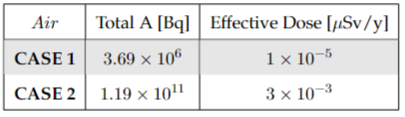 Air Total A [Bq] Effective Dose [μSv/y]
CASE 1 3.69 × 10⁶ 1 × 10⁻⁵
CASE 2 1.19 × 10¹¹ 3 × 10⁻³